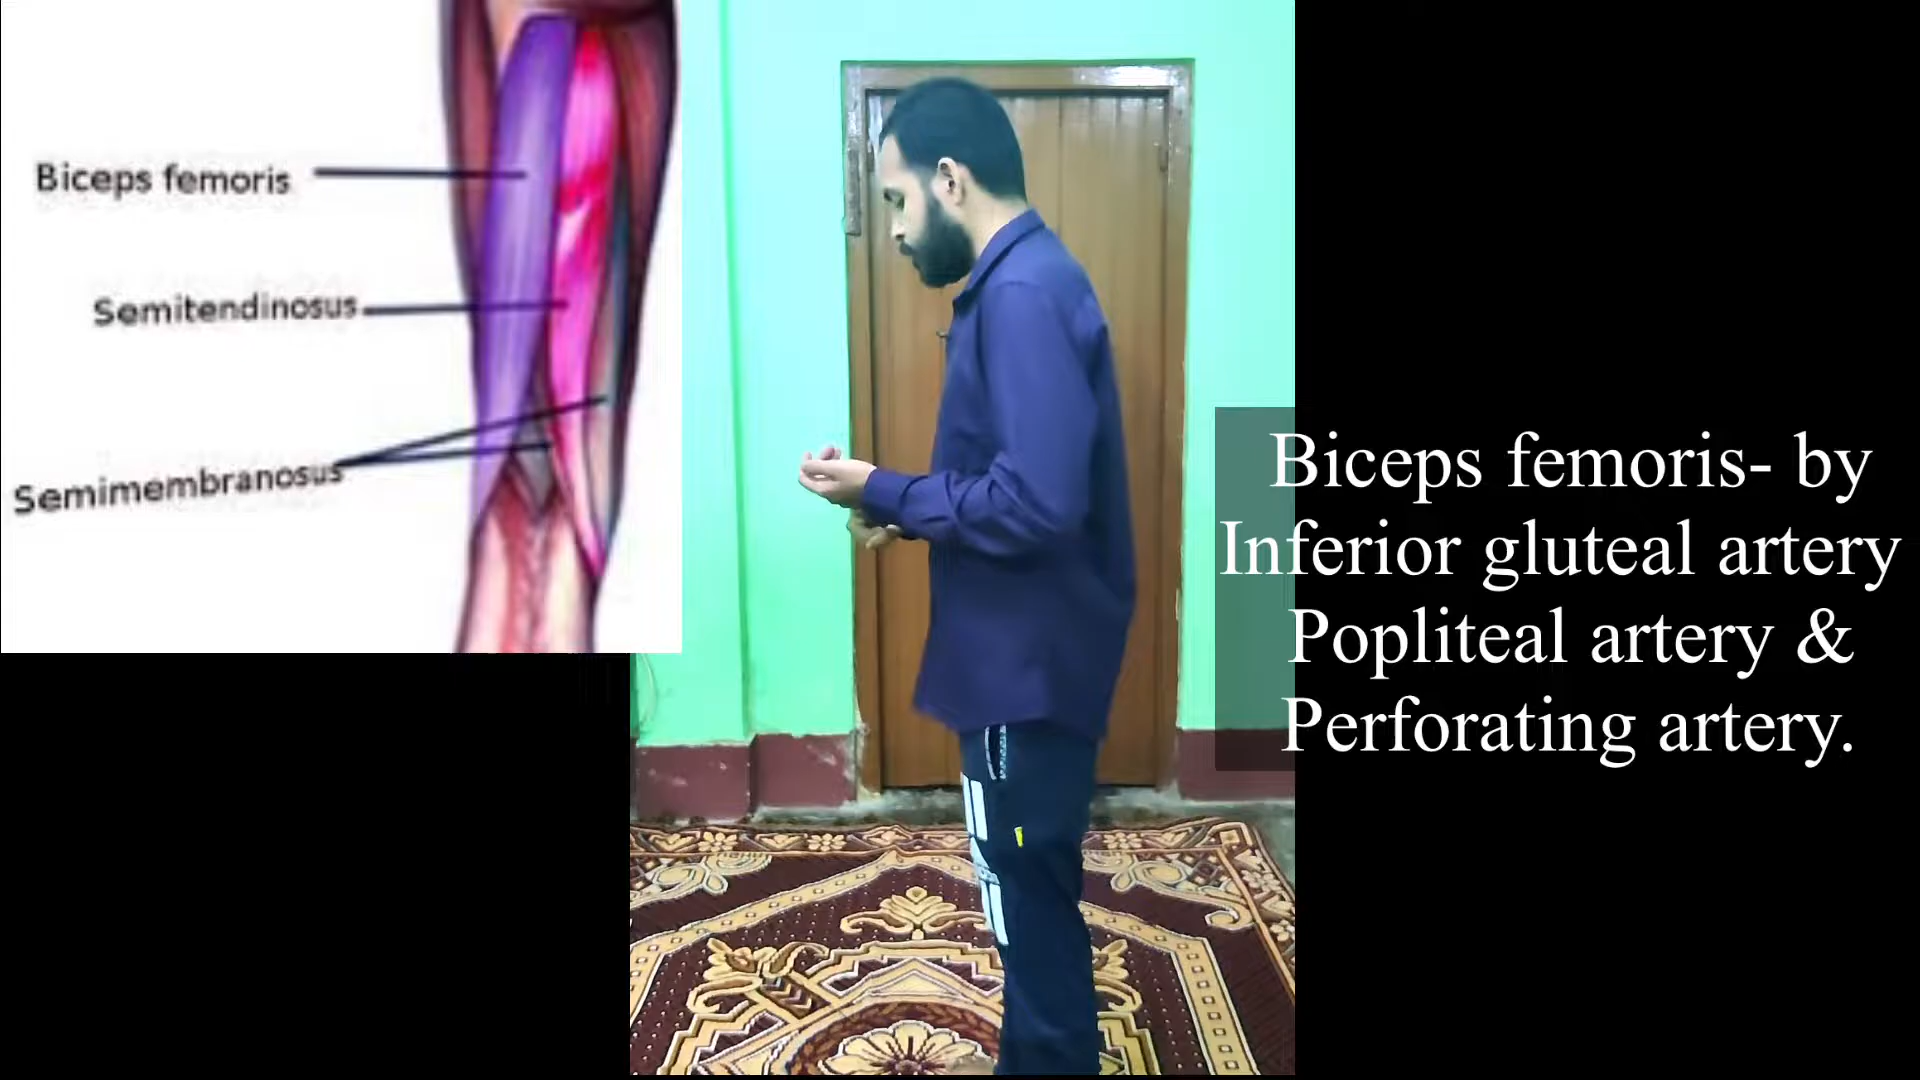 Biceps femoris
Semitendinosus
Semimembranosus
Biceps femoris- by
Inferior gluteal artery
Popliteal artery &
Perforating artery.